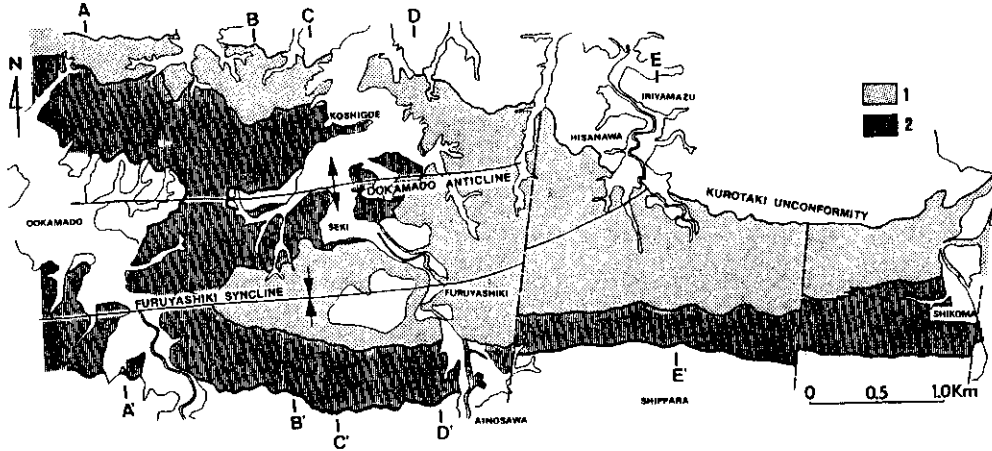 A
B
C
D
E
N
IRIYAMAZU
1
2
KOSHIGOE
HISANAWA
OOKAMADO ANTICLINE
KUROTAKI UNCONFORMITY
OOKAMADO
SEKI
FURUYASHIKI SYNCLINE
FURUYASHIKI
SHIKOMA
A'
B'
C'
D'
E'
AINOSAWA
SHIPPARA
0 0.5 1.0Km